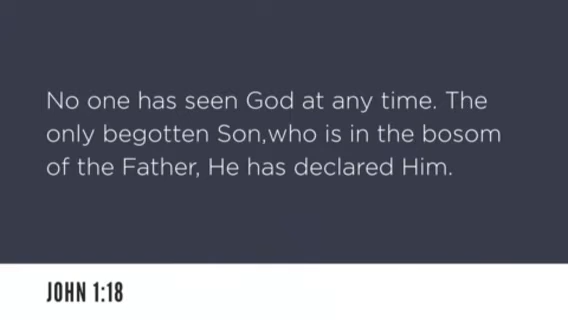 No one has seen God at any time. The
only begotten Son,who is in the bosom
of the Father, He has declared Him.
JOHN 1:18